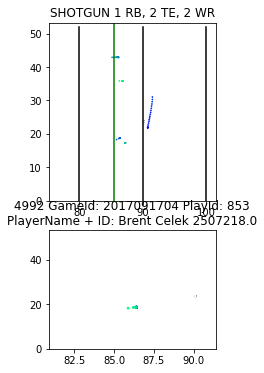 SHOTGUN 1 RB, 2 TE, 2 WR
50
40
30
20
10
0
80 90 100
4992 GameId: 2017091704 PlayId: 853
PlayerName + ID: Brent Celek 2507218.0
40
20
0
82.5 85.0 87.5 90.0